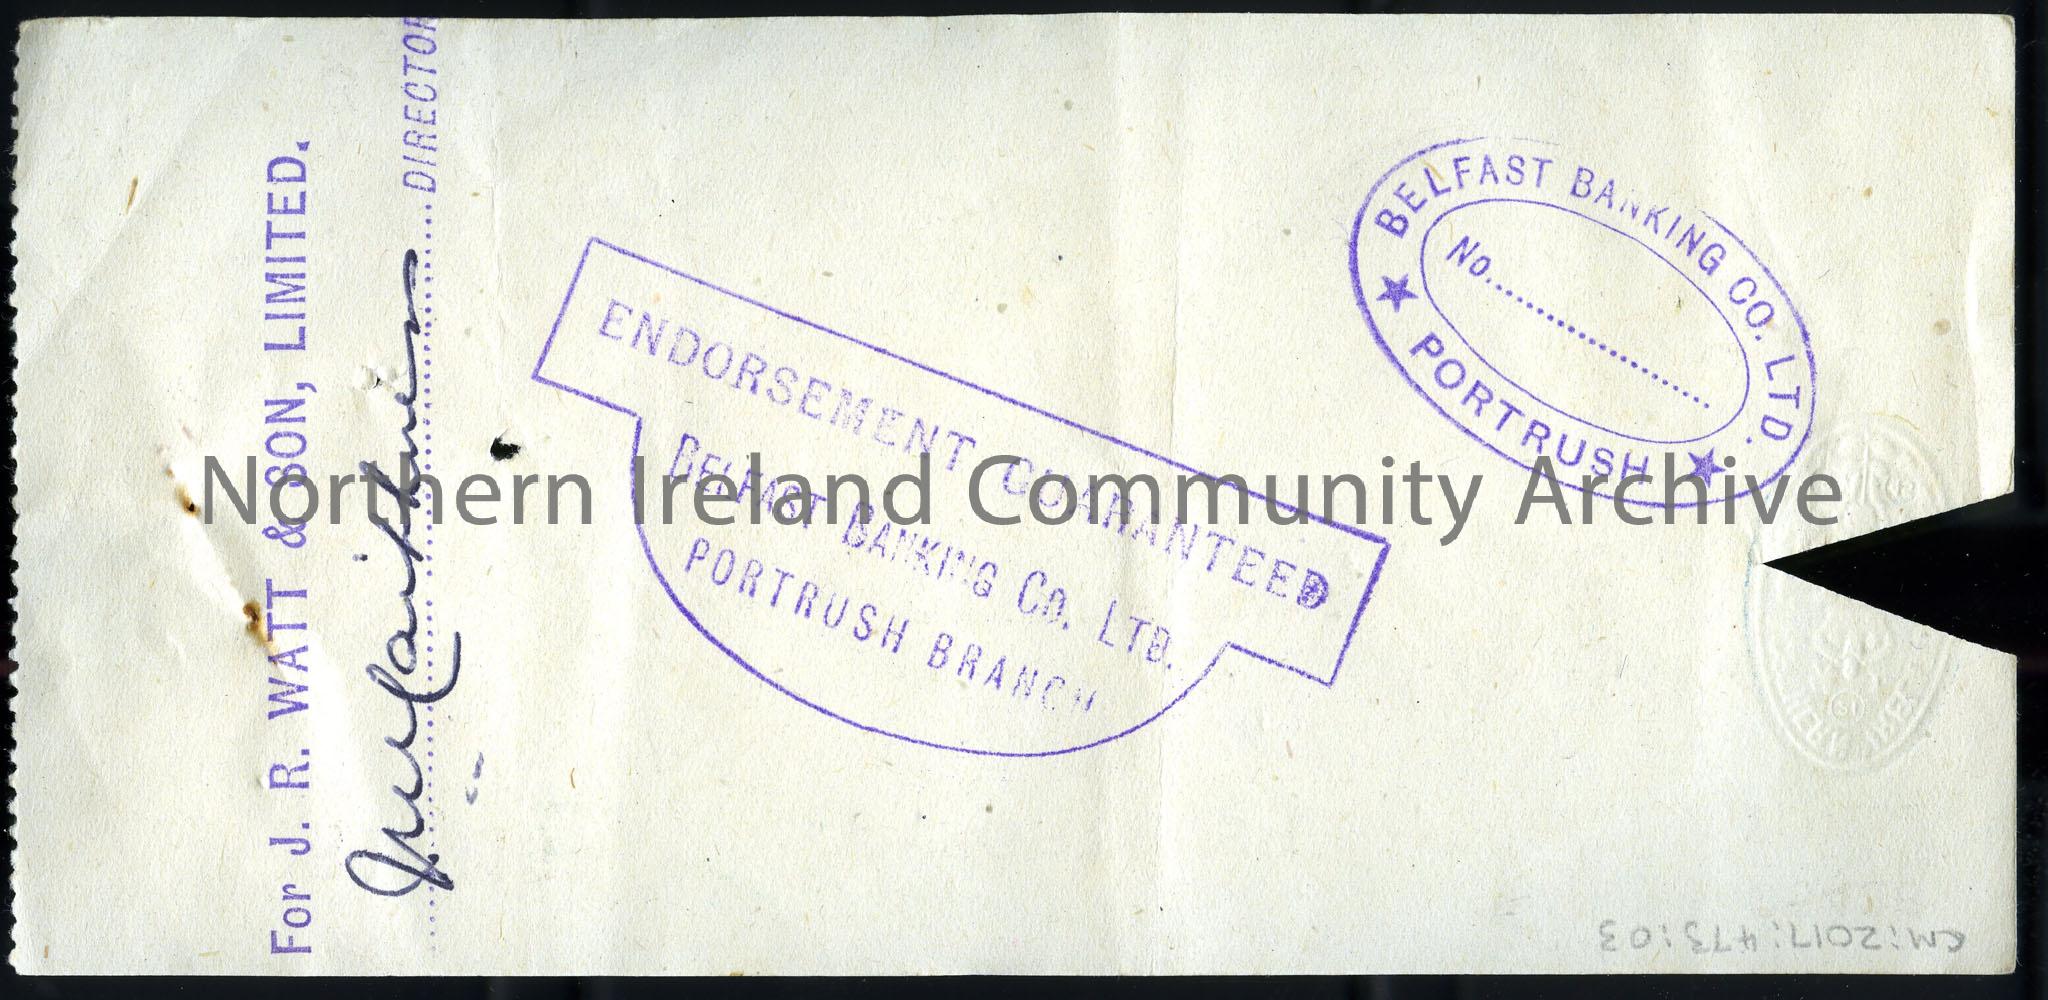 For J. R. WATT & SON, LIMITED.
DIRECTOR
ENDORSEMENT GUARANTEED
BELFAST BANKING CO. LTD.
PORTRUSH BRANCH
BELFAST BANKING CO. LTD.
No.
★ PORTRUSH ★
Northern Ireland Community Archive
CM:2017:473:03